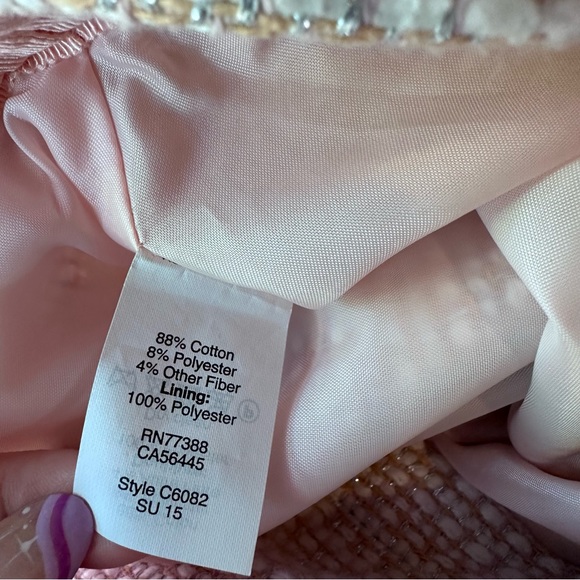 88% Cotton
8% Polyester
4% Other Fiber
Lining:
100% Polyester
RN77388
CA56445
Style C6082
SU 15